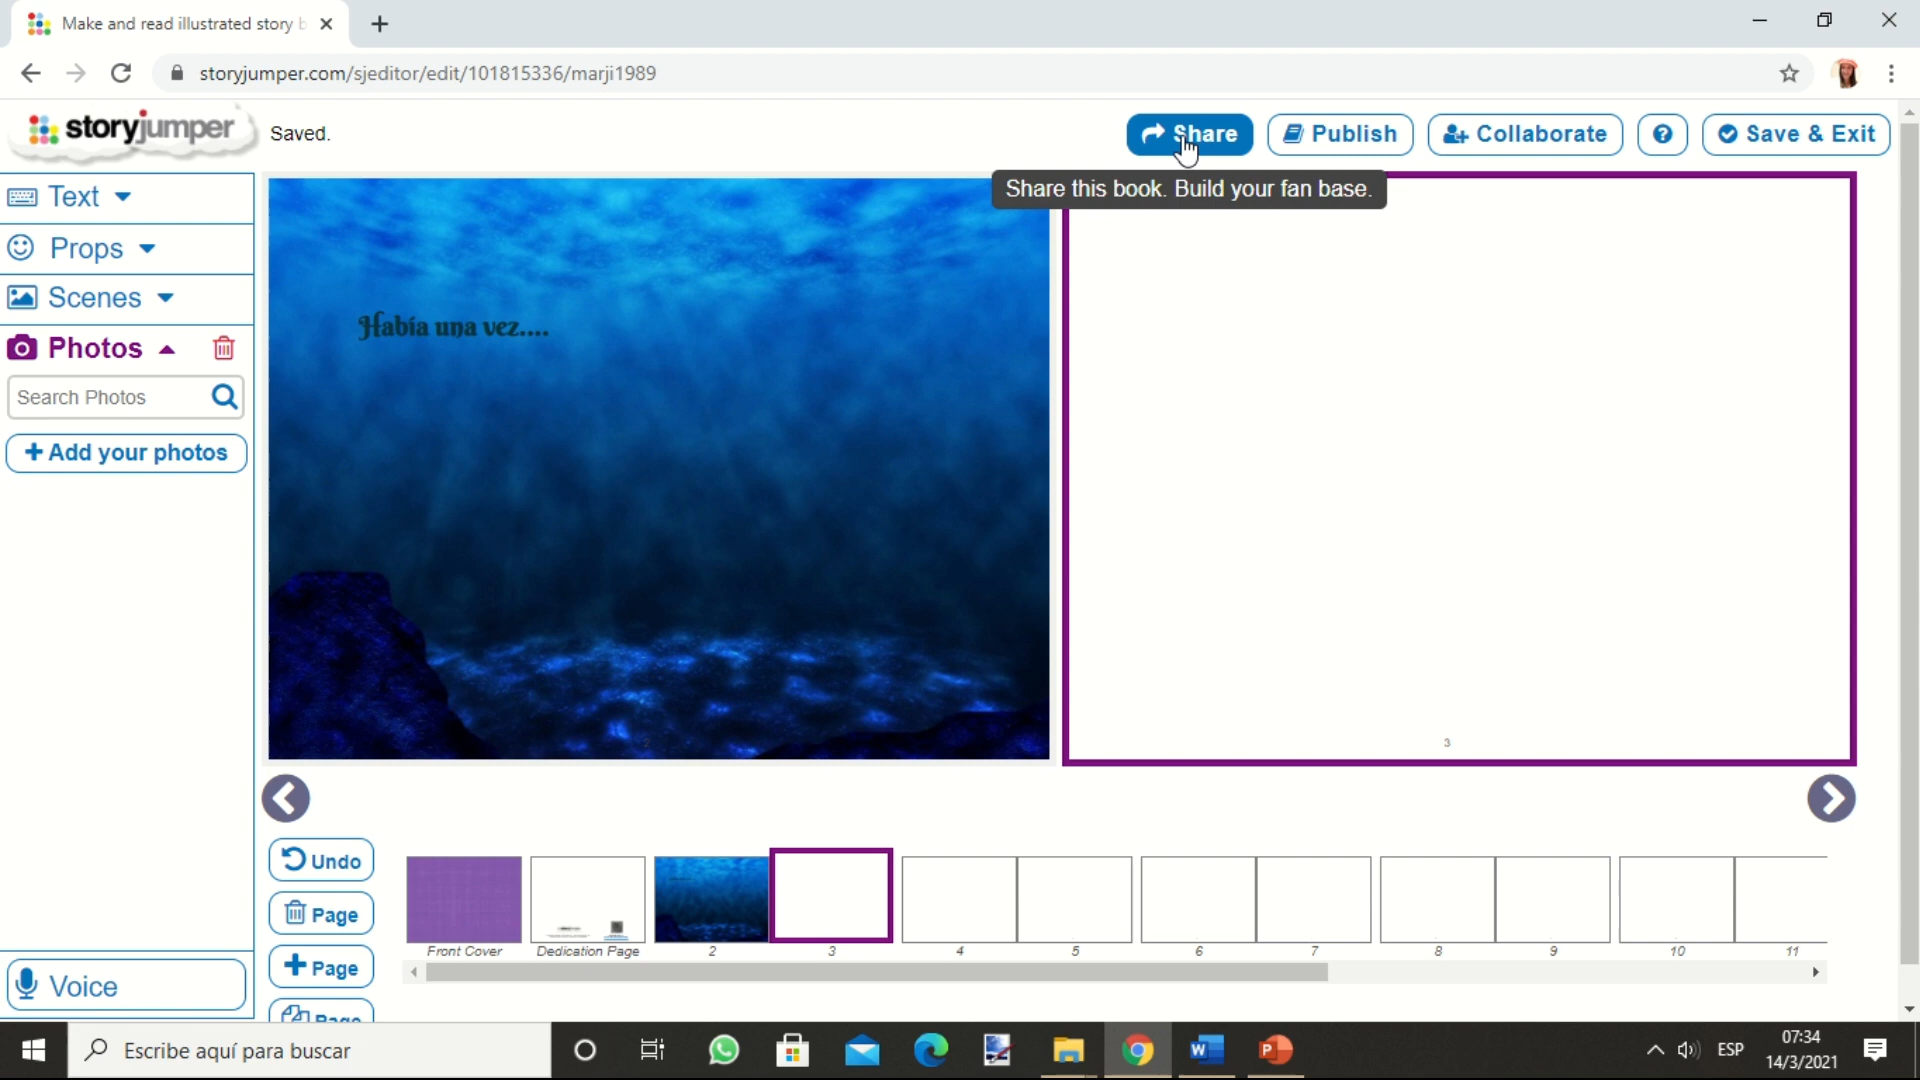 Make and read illustrated story b
storyjumper.com/sjeditor/edit/101815336/marji1989
storyjumper
Saved.
Share
Publish
Collaborate
?
Save & Exit
Share this book. Build your fan base.
Text
Props
Scenes
Photos
Search Photos
+ Add your photos
Voice
Había una vez....
2
3
Undo
Page
+ Page
Page
Front Cover
Dedication Page
2
3
4
5
6
7
8
9
10
11
Escribe aquí para buscar
ESP
07:34
14/3/2021